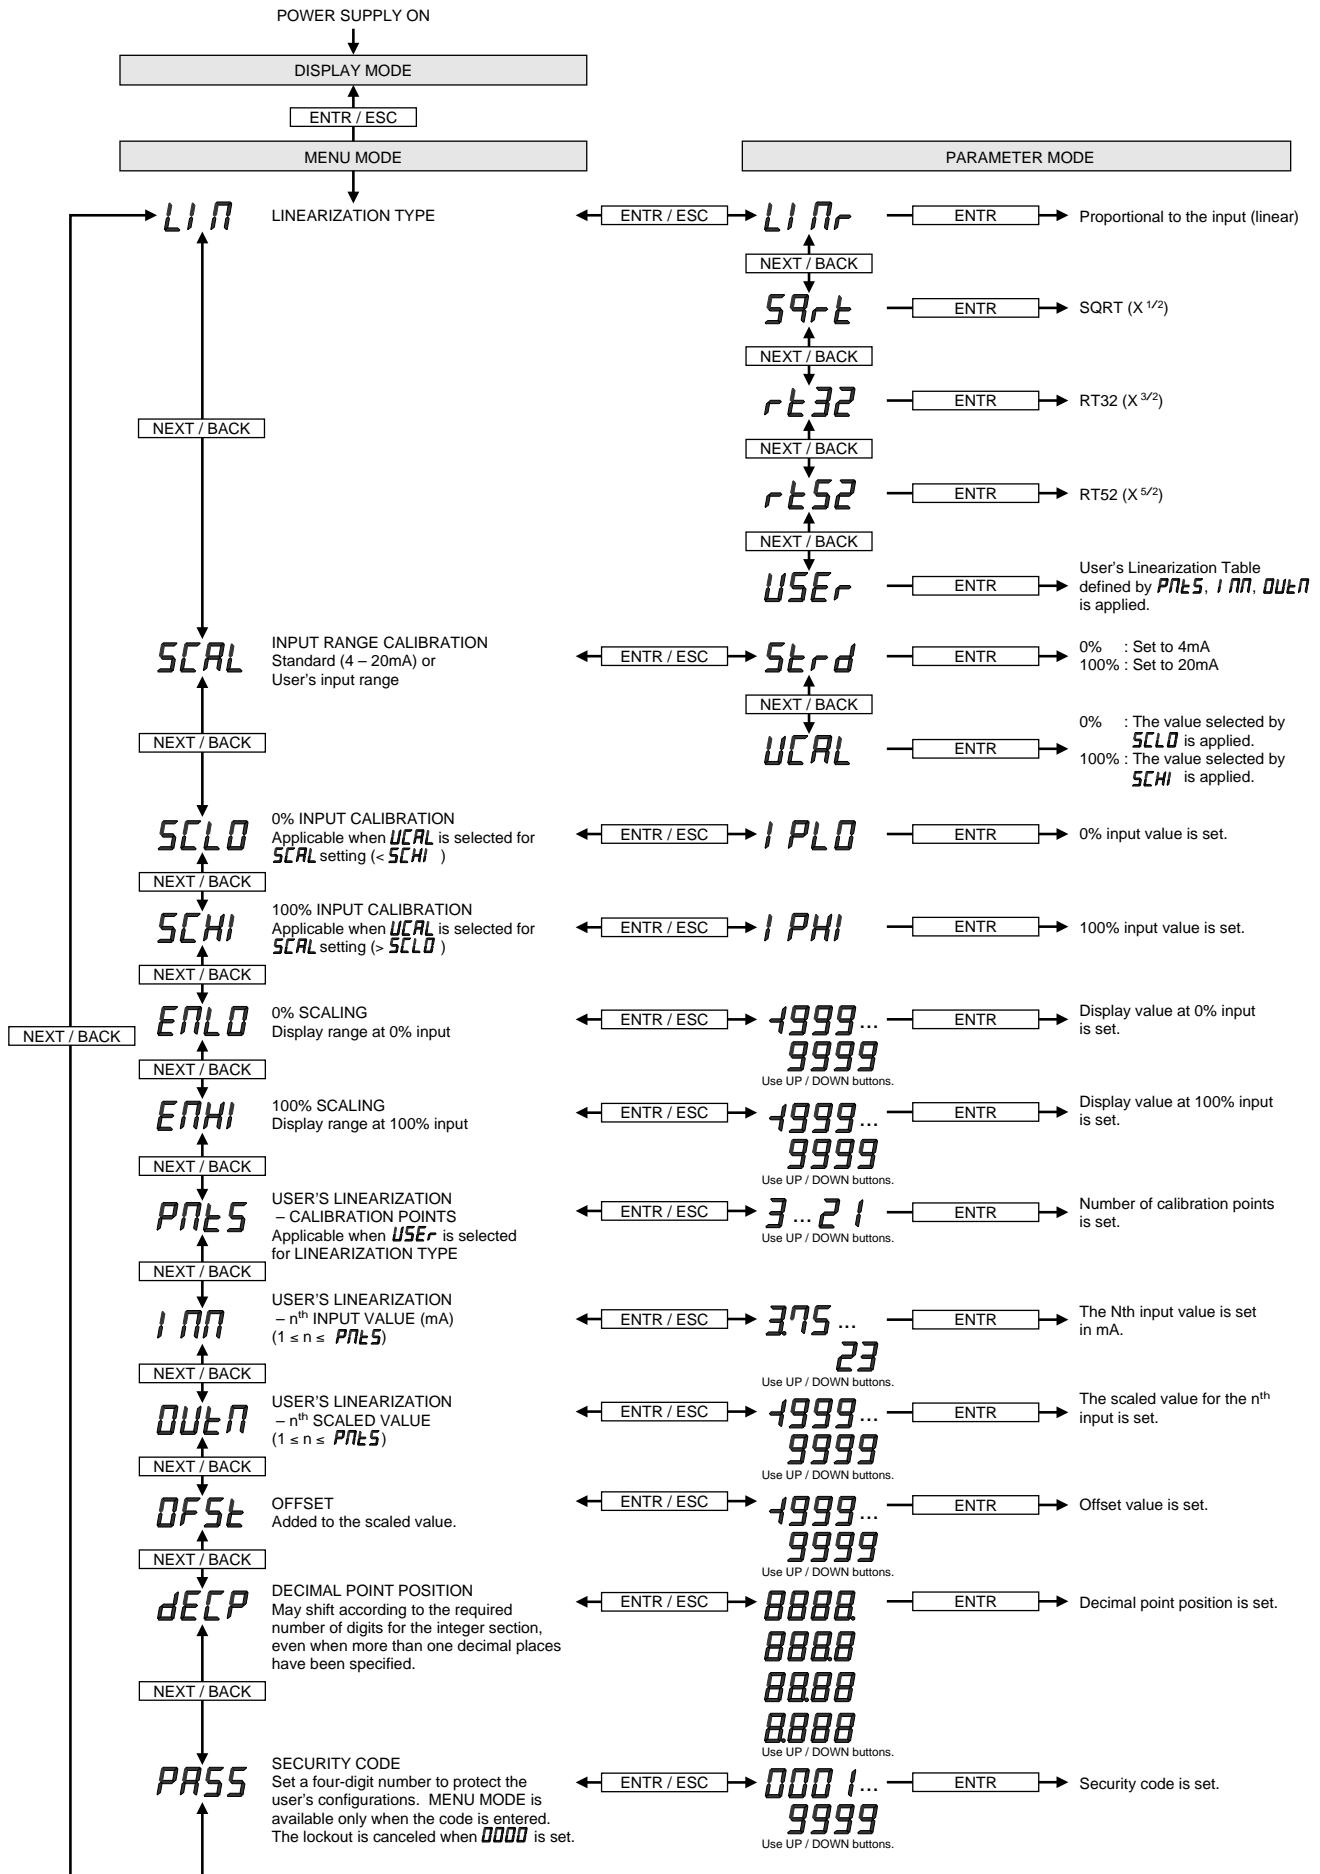 POWER SUPPLY ON
DISPLAY MODE
ENTR / ESC
MENU MODE
PARAMETER MODE
LIN
LINEARIZATION TYPE
ENTR / ESC
LINr
ENTR
Proportional to the input (linear)
NEXT / BACK
Sqrt
ENTR
SQRT (X 1/2)
NEXT / BACK
rt32
ENTR
RT32 (X 3/2)
NEXT / BACK
NEXT / BACK
rt52
ENTR
RT52 (X 5/2)
NEXT / BACK
USEr
ENTR
User's Linearization Table
defined by PNtS, INN, OUtN
is applied.
SCAL
INPUT RANGE CALIBRATION
Standard (4 – 20mA) or
User's input range
ENTR / ESC
Strd
ENTR
0% : Set to 4mA
100% : Set to 20mA
NEXT / BACK
NEXT / BACK
UCAL
ENTR
0% : The value selected by
SCLO is applied.
100% : The value selected by
SCHI is applied.
SCLO
0% INPUT CALIBRATION
Applicable when UCAL is selected for
SCAL setting (< SCHI )
ENTR / ESC
IPLO
ENTR
0% input value is set.
NEXT / BACK
SCHI
100% INPUT CALIBRATION
Applicable when UCAL is selected for
SCAL setting (> SCLO )
ENTR / ESC
IPHI
ENTR
100% input value is set.
NEXT / BACK
NEXT / BACK
ENLO
0% SCALING
Display range at 0% input
ENTR / ESC
-1999...
9999
Use UP / DOWN buttons.
ENTR
Display value at 0% input
is set.
NEXT / BACK
ENHI
100% SCALING
Display range at 100% input
ENTR / ESC
-1999...
9999
Use UP / DOWN buttons.
ENTR
Display value at 100% input
is set.
NEXT / BACK
PNtS
USER'S LINEARIZATION
– CALIBRATION POINTS
Applicable when USEr is selected
for LINEARIZATION TYPE
ENTR / ESC
3...21
Use UP / DOWN buttons.
ENTR
Number of calibration points
is set.
NEXT / BACK
INN
USER'S LINEARIZATION
– nth INPUT VALUE (mA)
(1 ≤ n ≤ PNtS)
ENTR / ESC
3.75 ...
23
Use UP / DOWN buttons.
ENTR
The Nth input value is set
in mA.
NEXT / BACK
OUtN
USER'S LINEARIZATION
– nth SCALED VALUE
(1 ≤ n ≤ PNtS)
ENTR / ESC
-1999...
9999
Use UP / DOWN buttons.
ENTR
The scaled value for the nth
input is set.
NEXT / BACK
OFSt
OFFSET
Added to the scaled value.
ENTR / ESC
-1999...
9999
Use UP / DOWN buttons.
ENTR
Offset value is set.
NEXT / BACK
dECP
DECIMAL POINT POSITION
May shift according to the required
number of digits for the integer section,
even when more than one decimal places
have been specified.
ENTR / ESC
8888.
888.8
88.88
8.888
Use UP / DOWN buttons.
ENTR
Decimal point position is set.
NEXT / BACK
PASS
SECURITY CODE
Set a four-digit number to protect the
user's configurations. MENU MODE is
available only when the code is entered.
The lockout is canceled when 0000 is set.
ENTR / ESC
0001...
9999
Use UP / DOWN buttons.
ENTR
Security code is set.